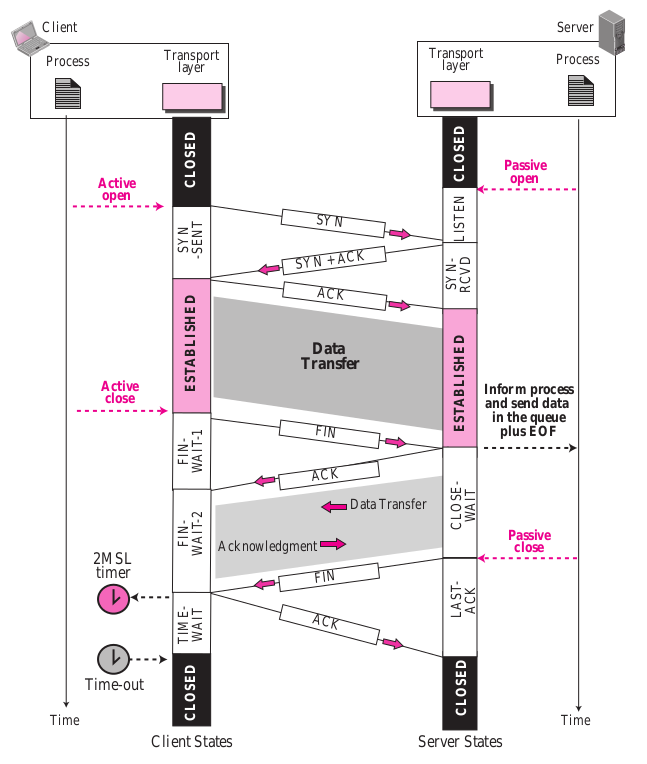 Client
Server
Process
Transport
layer
Transport
layer
Process
CLOSED
CLOSED
Active
open
Passive
open
SYN
-SENT
SYN
LISTEN
SYN +ACK
SYN-
RCVD
ACK
ESTABLISHED
Data
Transfer
ESTABLISHED
Active
close
Inform process
and send data
in the queue
plus EOF
FIN
FIN-
WAIT-1
ACK
CLOSE-
WAIT
Data Transfer
FIN-
WAIT-2
Acknowledgment
Passive
close
2MSL
timer
FIN
LAST-
ACK
TIME-
WAIT
ACK
Time-out
CLOSED
CLOSED
Time
Time
Client States
Server States